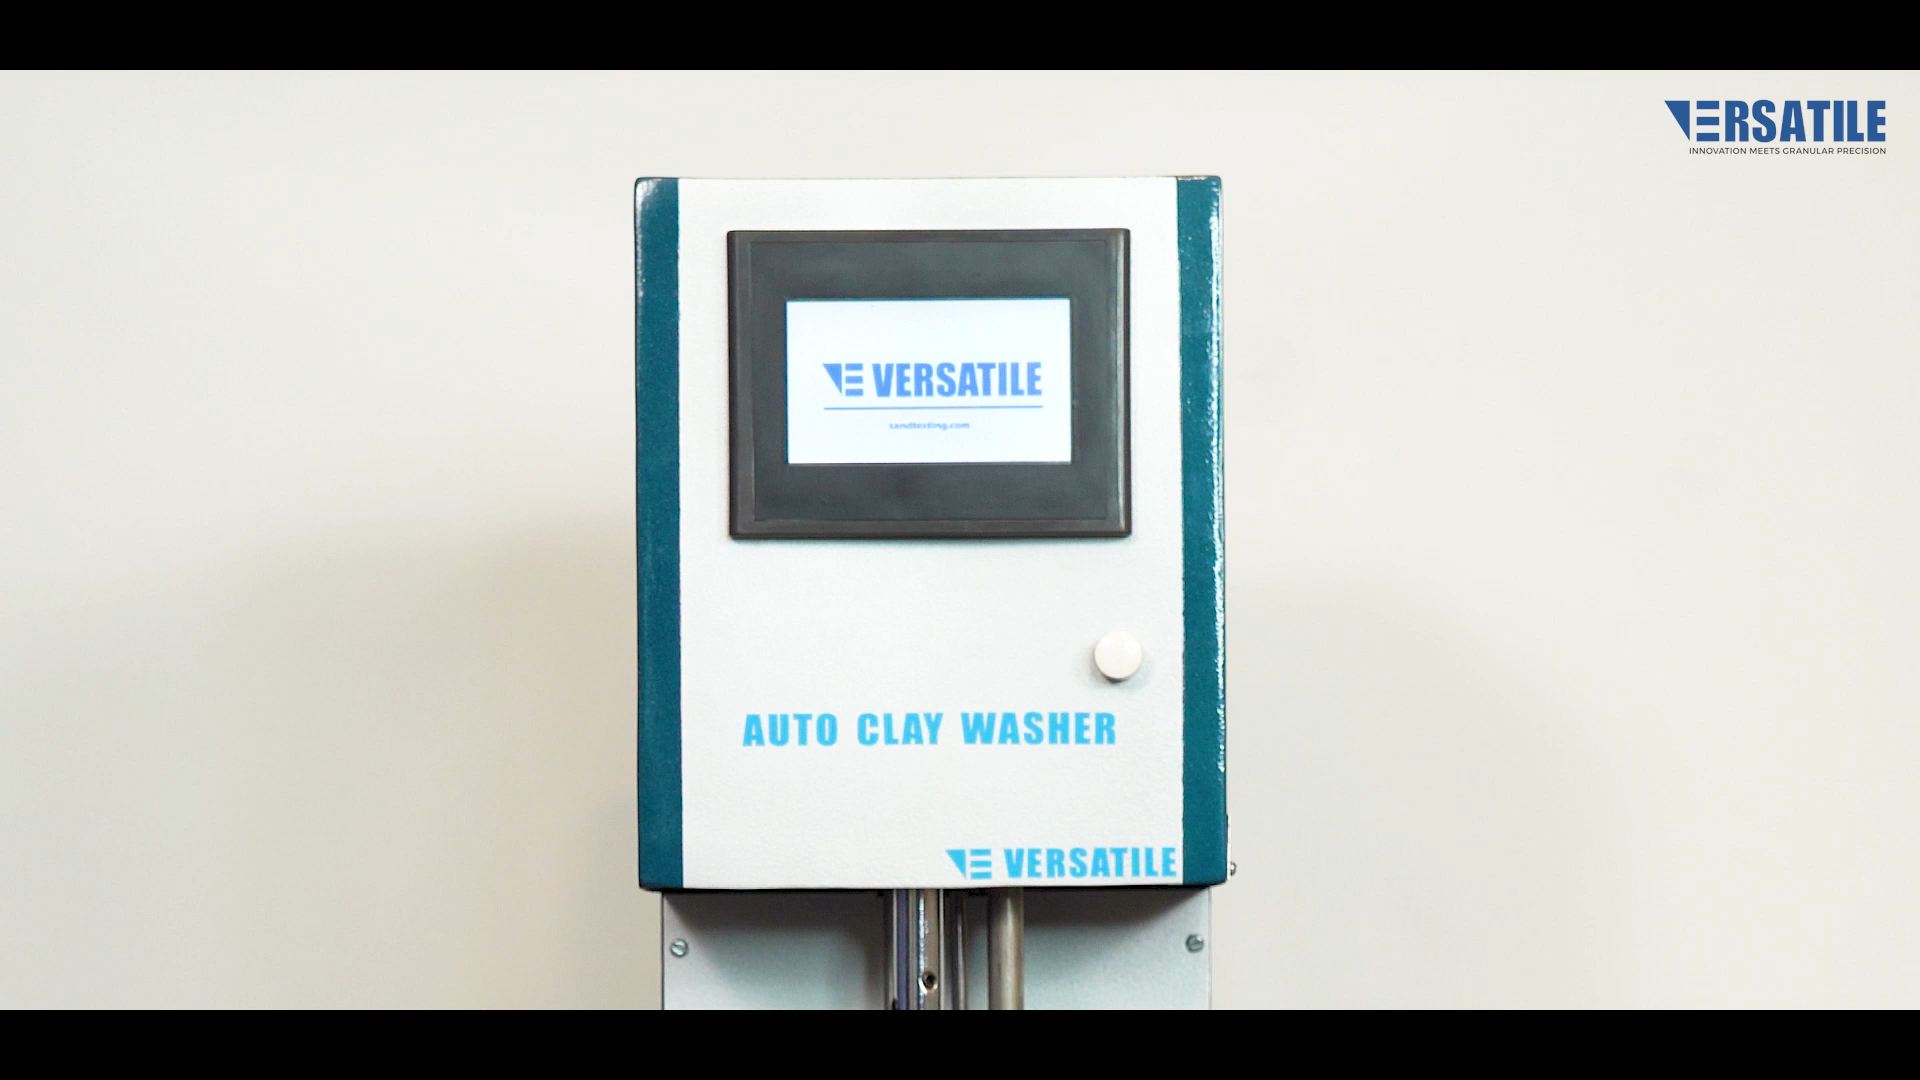 VERSATILE
INNOVATION MEETS GRANULAR PRECISION
VERSATILE
sandtesting.com
AUTO CLAY WASHER
VERSATILE